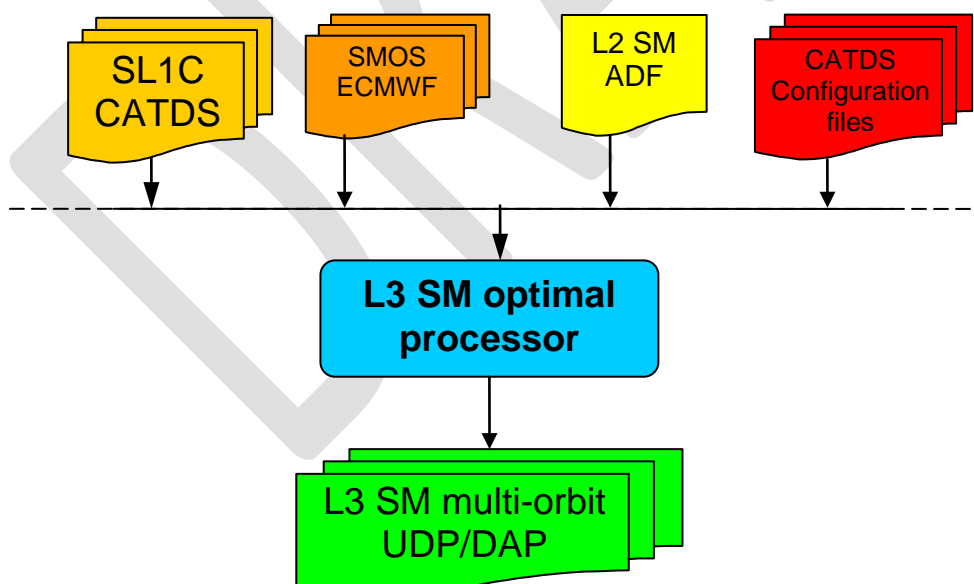 SL1C
CATDS
SMOS
ECMWF
L2 SM
ADF
CATDS
Configuration
files
L3 SM optimal
processor
L3 SM multi-orbit
UDP/DAP